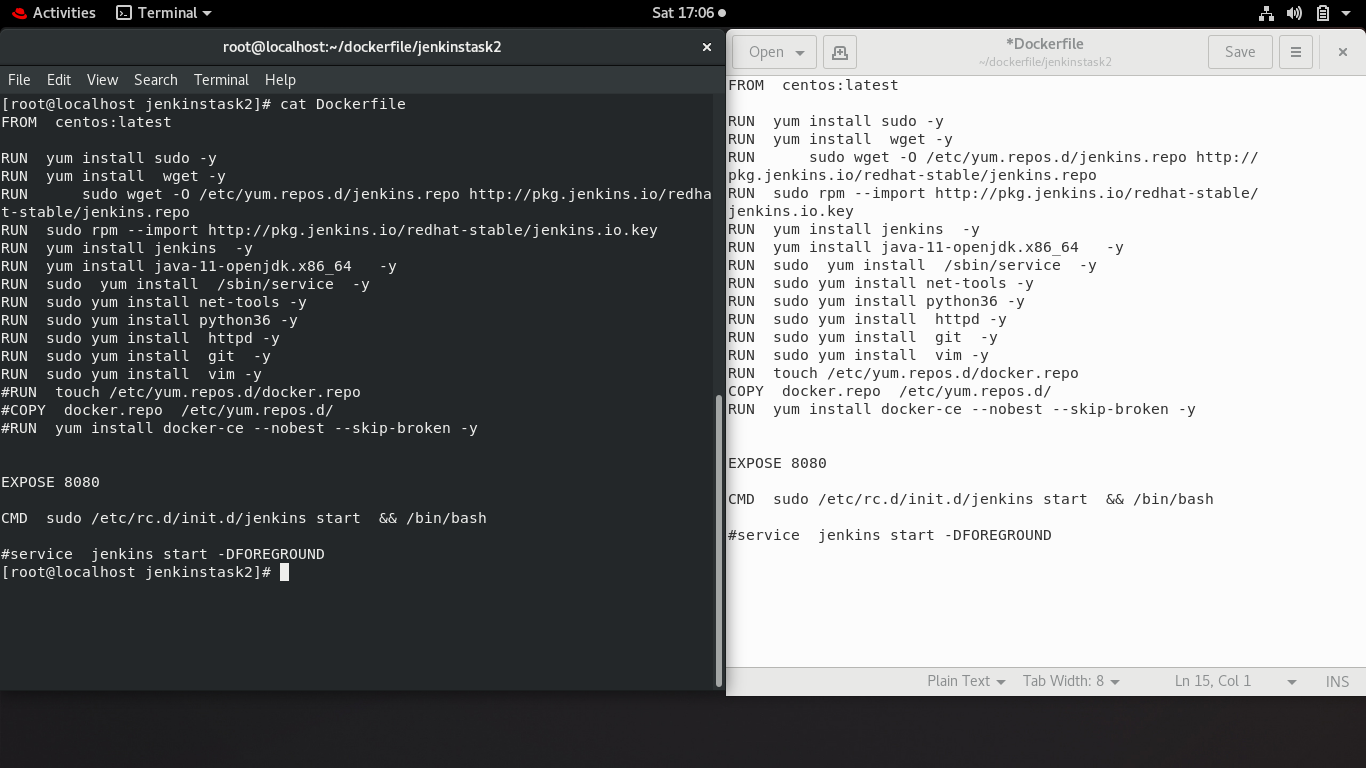 Activities Terminal Sat 17:06
root@localhost:~/dockerfile/jenkinstask2
File Edit View Search Terminal Help
[root@localhost jenkinstask2]# cat Dockerfile
FROM  centos:latest
RUN  yum install sudo -y
RUN  yum install  wget -y
RUN      sudo wget -O /etc/yum.repos.d/jenkins.repo http://pkg.jenkins.io/redha
t-stable/jenkins.repo
RUN  sudo rpm --import http://pkg.jenkins.io/redhat-stable/jenkins.io.key
RUN  yum install jenkins  -y
RUN  yum install java-11-openjdk.x86_64   -y
RUN  sudo  yum install  /sbin/service  -y
RUN  sudo yum install net-tools -y
RUN  sudo yum install python36 -y
RUN  sudo yum install  httpd -y
RUN  sudo yum install  git  -y
RUN  sudo yum install  vim -y
#RUN  touch /etc/yum.repos.d/docker.repo
#COPY  docker.repo  /etc/yum.repos.d/
#RUN  yum install docker-ce --nobest --skip-broken -y
EXPOSE 8080
CMD  sudo /etc/rc.d/init.d/jenkins start  && /bin/bash
#service  jenkins start -DFOREGROUND
[root@localhost jenkinstask2]#
Open
*Dockerfile
~/dockerfile/jenkinstask2
Save
FROM  centos:latest
RUN  yum install sudo -y
RUN  yum install  wget -y
RUN      sudo wget -O /etc/yum.repos.d/jenkins.repo http://
pkg.jenkins.io/redhat-stable/jenkins.repo
RUN  sudo rpm --import http://pkg.jenkins.io/redhat-stable/
jenkins.io.key
RUN  yum install jenkins  -y
RUN  yum install java-11-openjdk.x86_64   -y
RUN  sudo  yum install  /sbin/service  -y
RUN  sudo yum install net-tools -y
RUN  sudo yum install python36 -y
RUN  sudo yum install  httpd -y
RUN  sudo yum install  git  -y
RUN  sudo yum install  vim -y
RUN  touch /etc/yum.repos.d/docker.repo
COPY  docker.repo  /etc/yum.repos.d/
RUN  yum install docker-ce --nobest --skip-broken -y
EXPOSE 8080
CMD  sudo /etc/rc.d/init.d/jenkins start  && /bin/bash
#service  jenkins start -DFOREGROUND
Plain Text Tab Width: 8 Ln 15, Col 1 INS